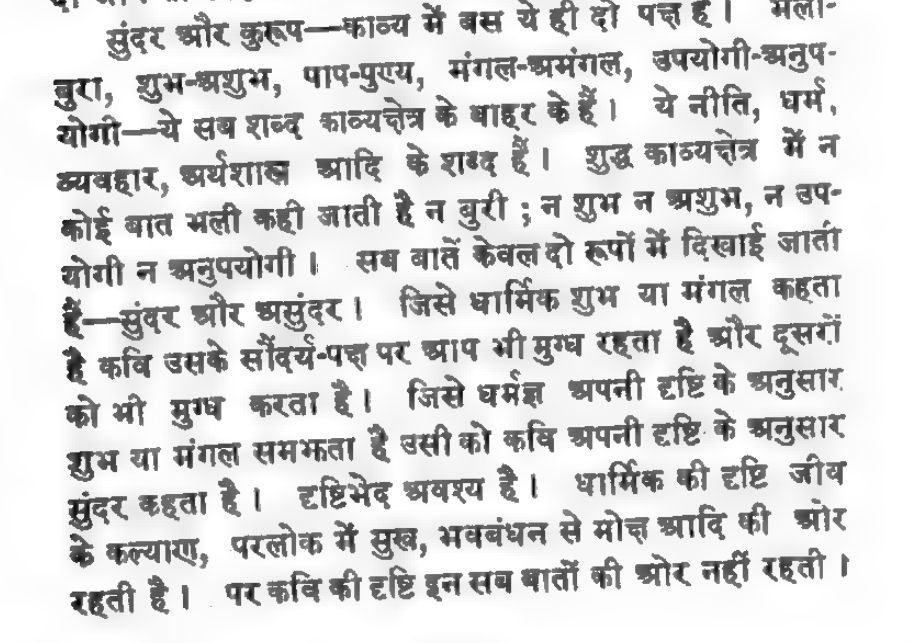 सुंदर और कुरूप—काव्य में बस ये ही दो पक्ष हैं। भला-
बुरा, शुभ-अशुभ, पाप-पुण्य, मंगल-अमंगल, उपयोगी-अनुप-
योगी—ये सब शब्द काव्यक्षेत्र के बाहर के हैं। ये नीति, धर्म,
व्यवहार, अर्थशास्त्र आदि के शब्द हैं। शुद्ध काव्यक्षेत्र में न
कोई बात भली कही जाती है न बुरी ; न शुभ न अशुभ, न उप-
योगी न अनुपयोगी। सब बातें केवल दो रूपों में दिखाई जाती
हैं—सुंदर और असुंदर। जिसे धार्मिक शुभ या मंगल कहता
है कवि उसके सौंदर्य-पक्ष पर आप भी मुग्ध रहता है और दूसरों
को भी मुग्ध करता है। जिसे धर्मज्ञ अपनी दृष्टि के अनुसार
शुभ या मंगल समझता है उसी को कवि अपनी दृष्टि के अनुसार
सुंदर कहता है। दृष्टिभेद अवश्य है। धार्मिक की दृष्टि जीव
के कल्याण, परलोक में सुख, भवबंधन से मोक्ष आदि की ओर
रहती है। पर कवि की दृष्टि इन सब बातों की ओर नहीं रहती।